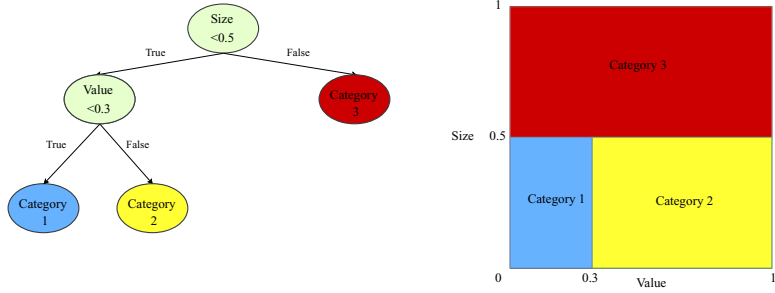 Size
<0.5
True
False
Value
<0.3
Category
3
True
False
Category
1
Category
2
1
Category 3
Size
0.5
Category 1
Category 2
0
0.3
Value
1